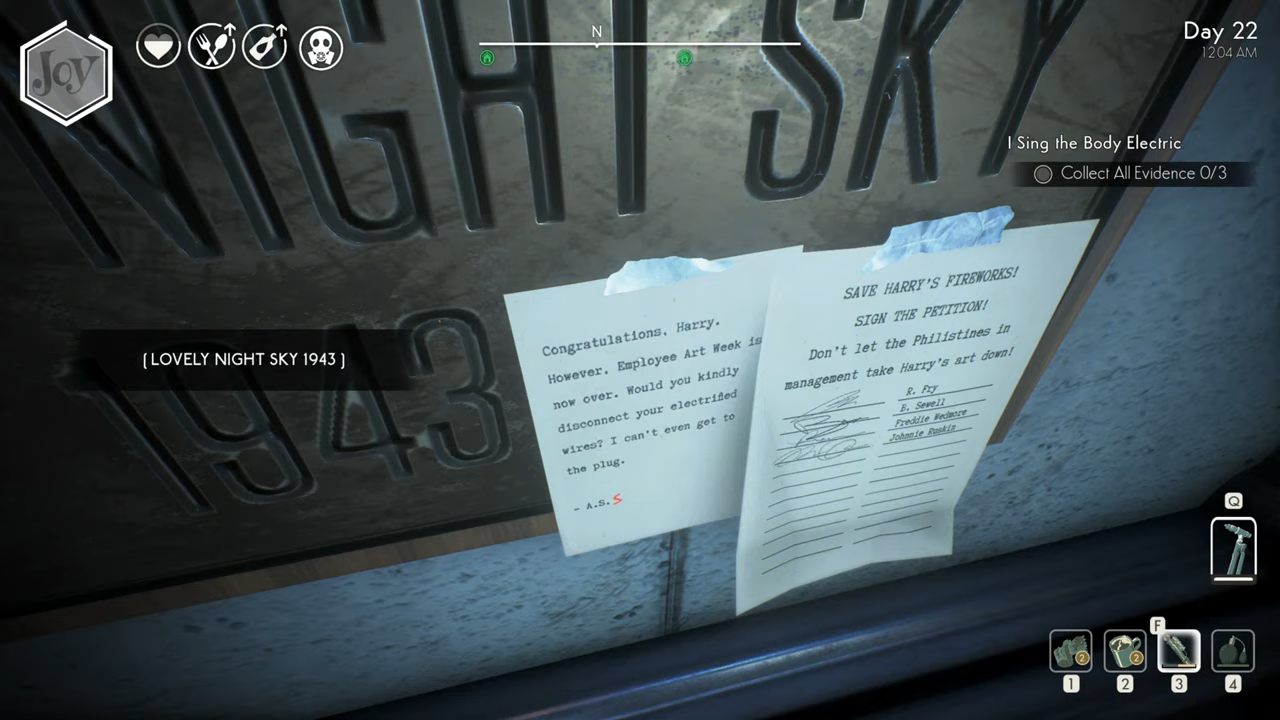 NIGHT SKY
1943
Joy
N
Day 22
12:04 AM
I Sing the Body Electric
Collect All Evidence 0/3
[ LOVELY NIGHT SKY 1943 ]
Congratulations, Harry.
However, Employee Art Week is
now over. Would you kindly
disconnect your electrified
wires? I can't even get to
the plug.
- A.S.S
SAVE HARRY'S FIREWORKS!
SIGN THE PETITION!
Don't let the Philistines in
management take Harry's art down!
R. Fry
B. Sewell
Freddie Wedmore
Johnnie Ruskin
Q
F
2
2
1
2
3
4